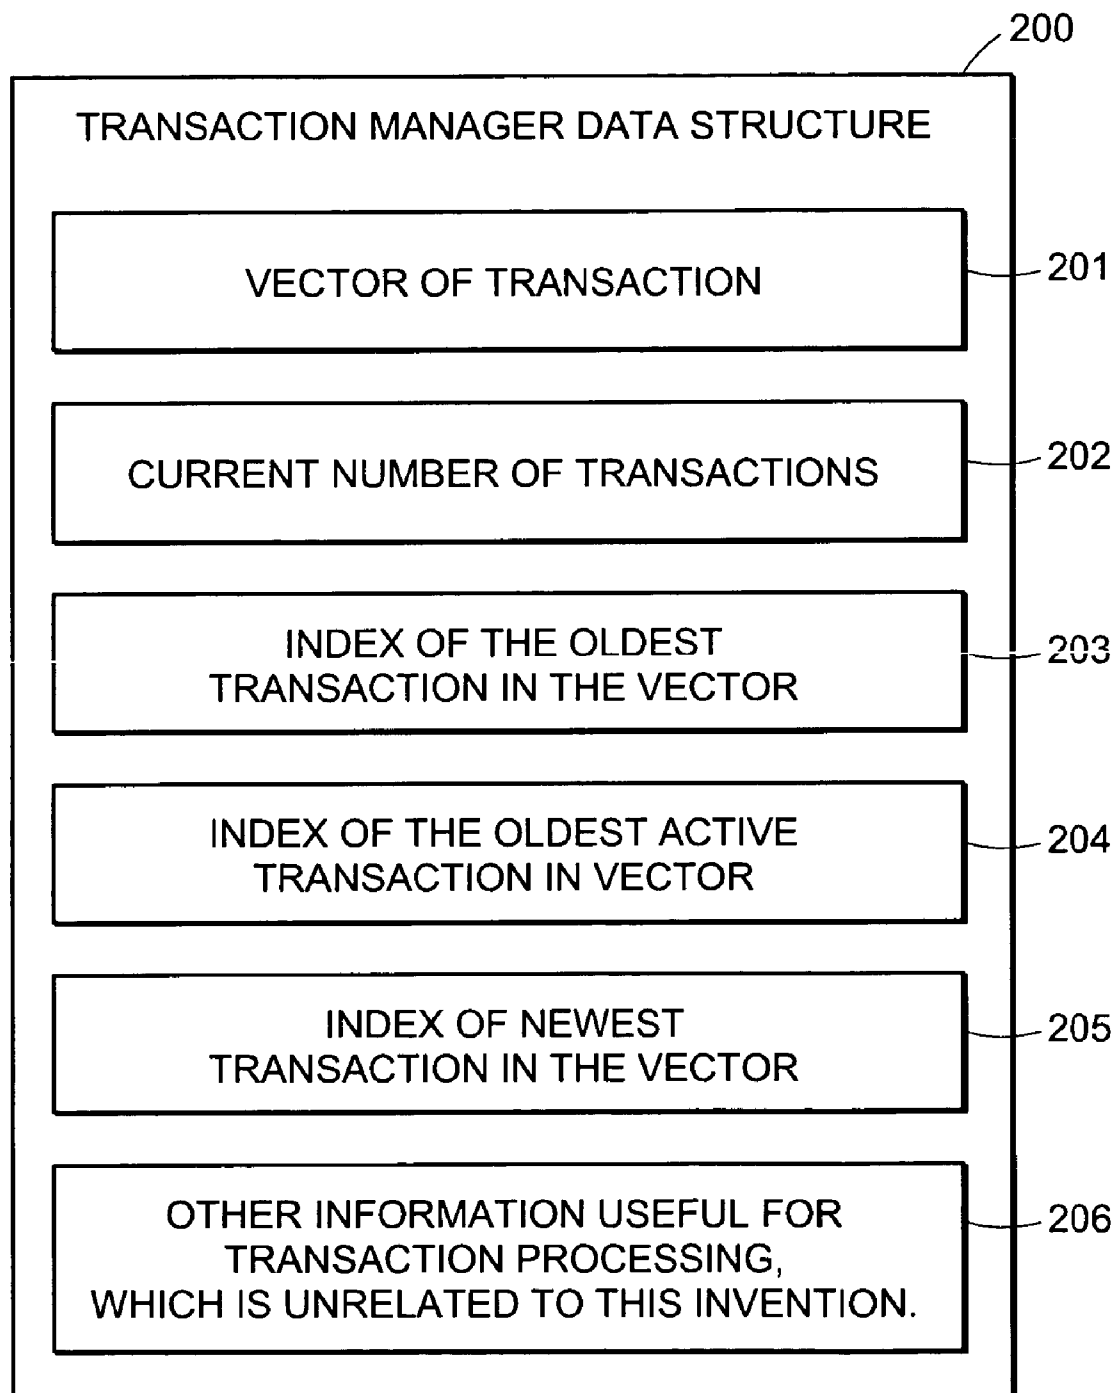 200
TRANSACTION MANAGER DATA STRUCTURE
VECTOR OF TRANSACTION
201
CURRENT NUMBER OF TRANSACTIONS
202
INDEX OF THE OLDEST
TRANSACTION IN THE VECTOR
203
INDEX OF THE OLDEST ACTIVE
TRANSACTION IN VECTOR
204
INDEX OF NEWEST
TRANSACTION IN THE VECTOR
205
OTHER INFORMATION USEFUL FOR
TRANSACTION PROCESSING,
WHICH IS UNRELATED TO THIS INVENTION.
206